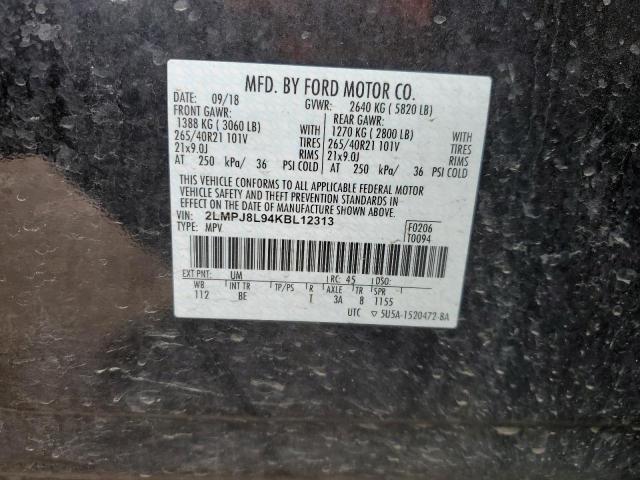 MFD. BY FORD MOTOR CO.
DATE: 09/18 GVWR: 2640 KG ( 5820 LB)
FRONT GAWR: REAR GAWR:
1388 KG ( 3060 LB) WITH 1270 KG ( 2800 LB) WITH
265/40R21 101V TIRES 265/40R21 101V TIRES
21x9.0J RIMS 21x9.0J RIMS
AT 250 kPa/ 36 PSI COLD AT 250 kPa/ 36 PSI COLD
THIS VEHICLE CONFORMS TO ALL APPLICABLE FEDERAL MOTOR
VEHICLE SAFETY AND THEFT PREVENTION STANDARDS IN
EFFECT ON THE DATE OF MANUFACTURE SHOWN ABOVE.
VIN: 2LMPJ8L94KBL12313 F0206
TYPE: MPV T0094
EXT PNT: UM RC: 45 DSO:
WB INT TR TP/PS R AXLE TR SPR
112 BE T 3A 8 1155
UTC ▽ 5U5A-1520472-BA